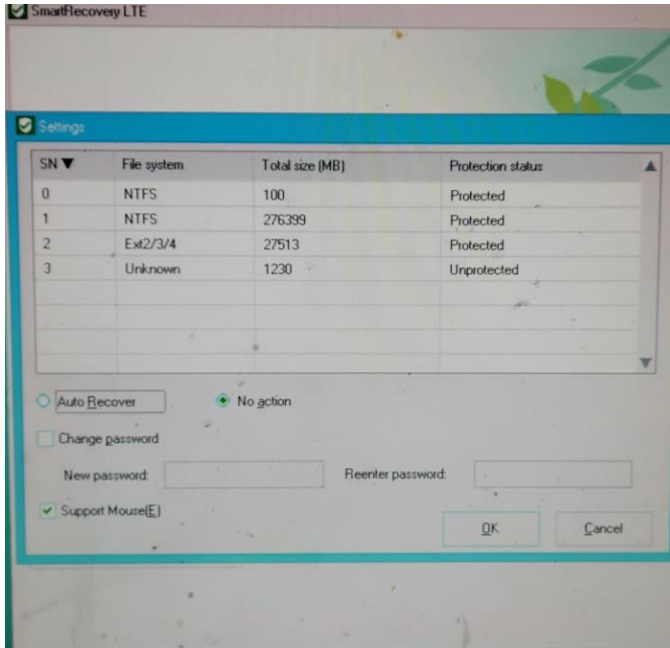 SmartRecovery LTE
Settings
SN▼ File system Total size (MB) Protection status
0 NTFS 100 Protected
1 NTFS 276399 Protected
2 Ext2/3/4 27513 Protected
3 Unknown 1230 Unprotected
Auto Recover No action
Change password
New password: Reenter password:
Support Mouse(E)
OK Cancel